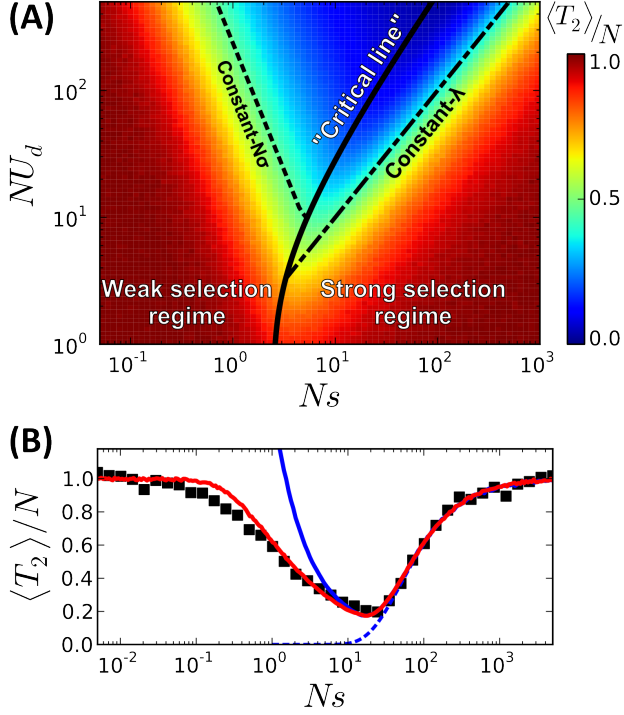 (A)
⟨T₂⟩/N
NU_d
10²
10¹
10⁰
Constant-Nσ
"Critical line"
Constant-λ
Weak selection
regime
Strong selection
regime
1.0
0.5
0.0
10⁻¹
10⁰
10¹
10²
10³
Ns
(B)
⟨T₂⟩/N
1.0
0.8
0.6
0.4
0.2
0.0
10⁻²
10⁻¹
10⁰
10¹
10²
10³
Ns